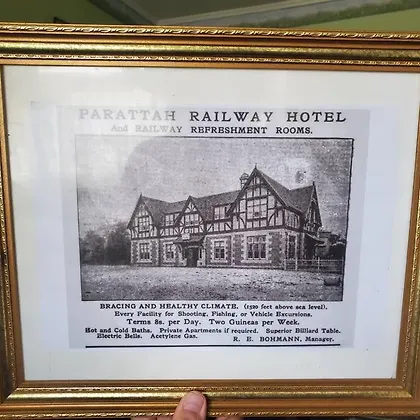 PARATTAH RAILWAY HOTEL
And RAILWAY REFRESHMENT ROOMS.
BRACING AND HEALTHY CLIMATE. (1520 feet above sea level).
Every Facility for Shooting, Fishing, or Vehicle Excursions.
Terms 8s. per Day. Two Guineas per Week.
Hot and Cold Baths. Private Apartments if required. Superior Billiard Table.
Electric Bells. Acetylene Gas. R. E. BOHMANN, Manager.